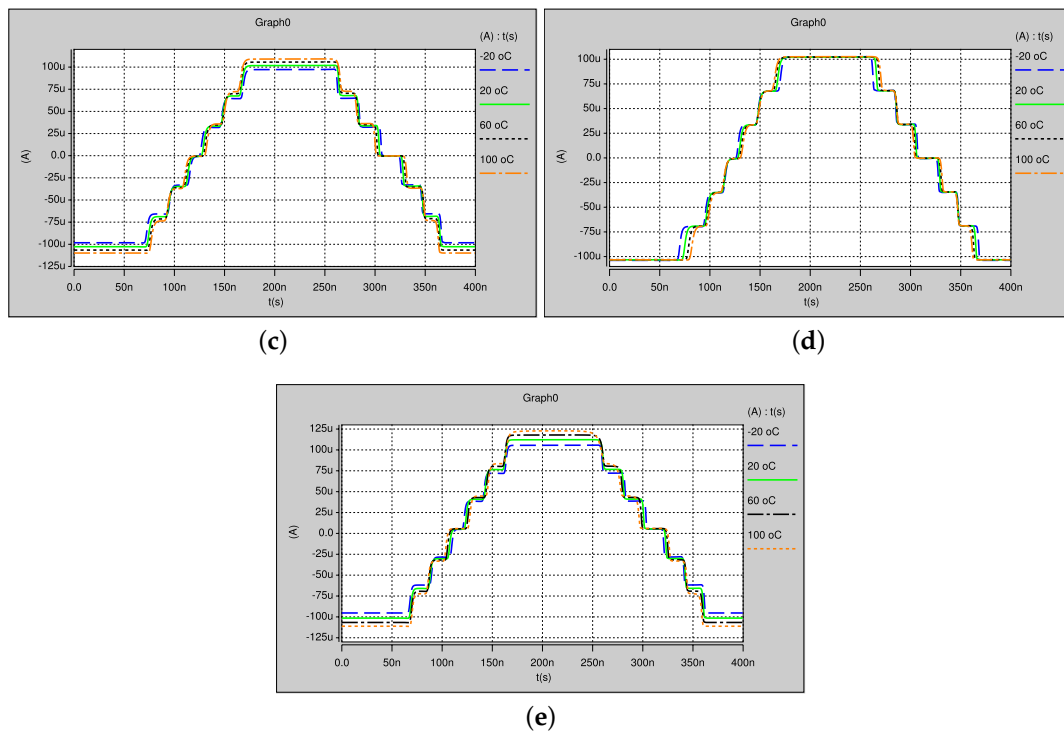 Graph0
(A) : t(s)
-20 oC
20 oC
60 oC
100 oC
(A)
100u
75u
50u
25u
0.0
-25u
-50u
-75u
-100u
-125u
0.0 50n 100n 150n 200n 250n 300n 350n 400n
t(s)
(c)
Graph0
(A) : t(s)
-20 oC
20 oC
60 oC
100 oC
(A)
100u
75u
50u
25u
0.0
-25u
-50u
-75u
-100u
0.0 50n 100n 150n 200n 250n 300n 350n 400n
t(s)
(d)
Graph0
(A) : t(s)
-20 oC
20 oC
60 oC
100 oC
(A)
125u
100u
75u
50u
25u
0.0
-25u
-50u
-75u
-100u
-125u
0.0 50n 100n 150n 200n 250n 300n 350n 400n
t(s)
(e)